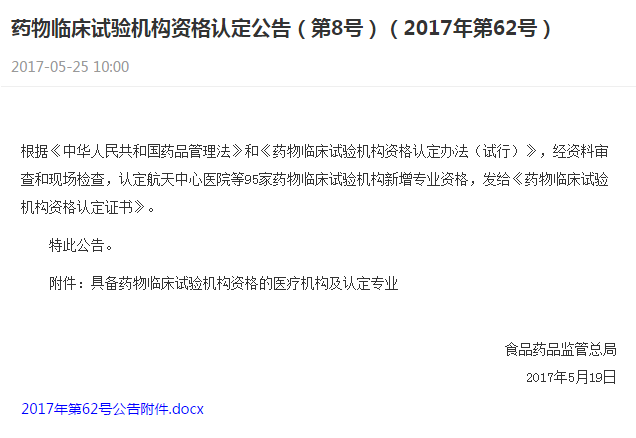 药物临床试验机构资格认定公告（第8号）（2017年第62号）
2017-05-25 10:00
根据《中华人民共和国药品管理法》和《药物临床试验机构资格认定办法（试行）》，经资料审
查和现场检查，认定航天中心医院等95家药物临床试验机构新增专业资格，发给《药物临床试验
机构资格认定证书》。
特此公告。
附件：具备药物临床试验机构资格的医疗机构及认定专业
食品药品监管总局
2017年5月19日
2017年第62号公告附件.docx